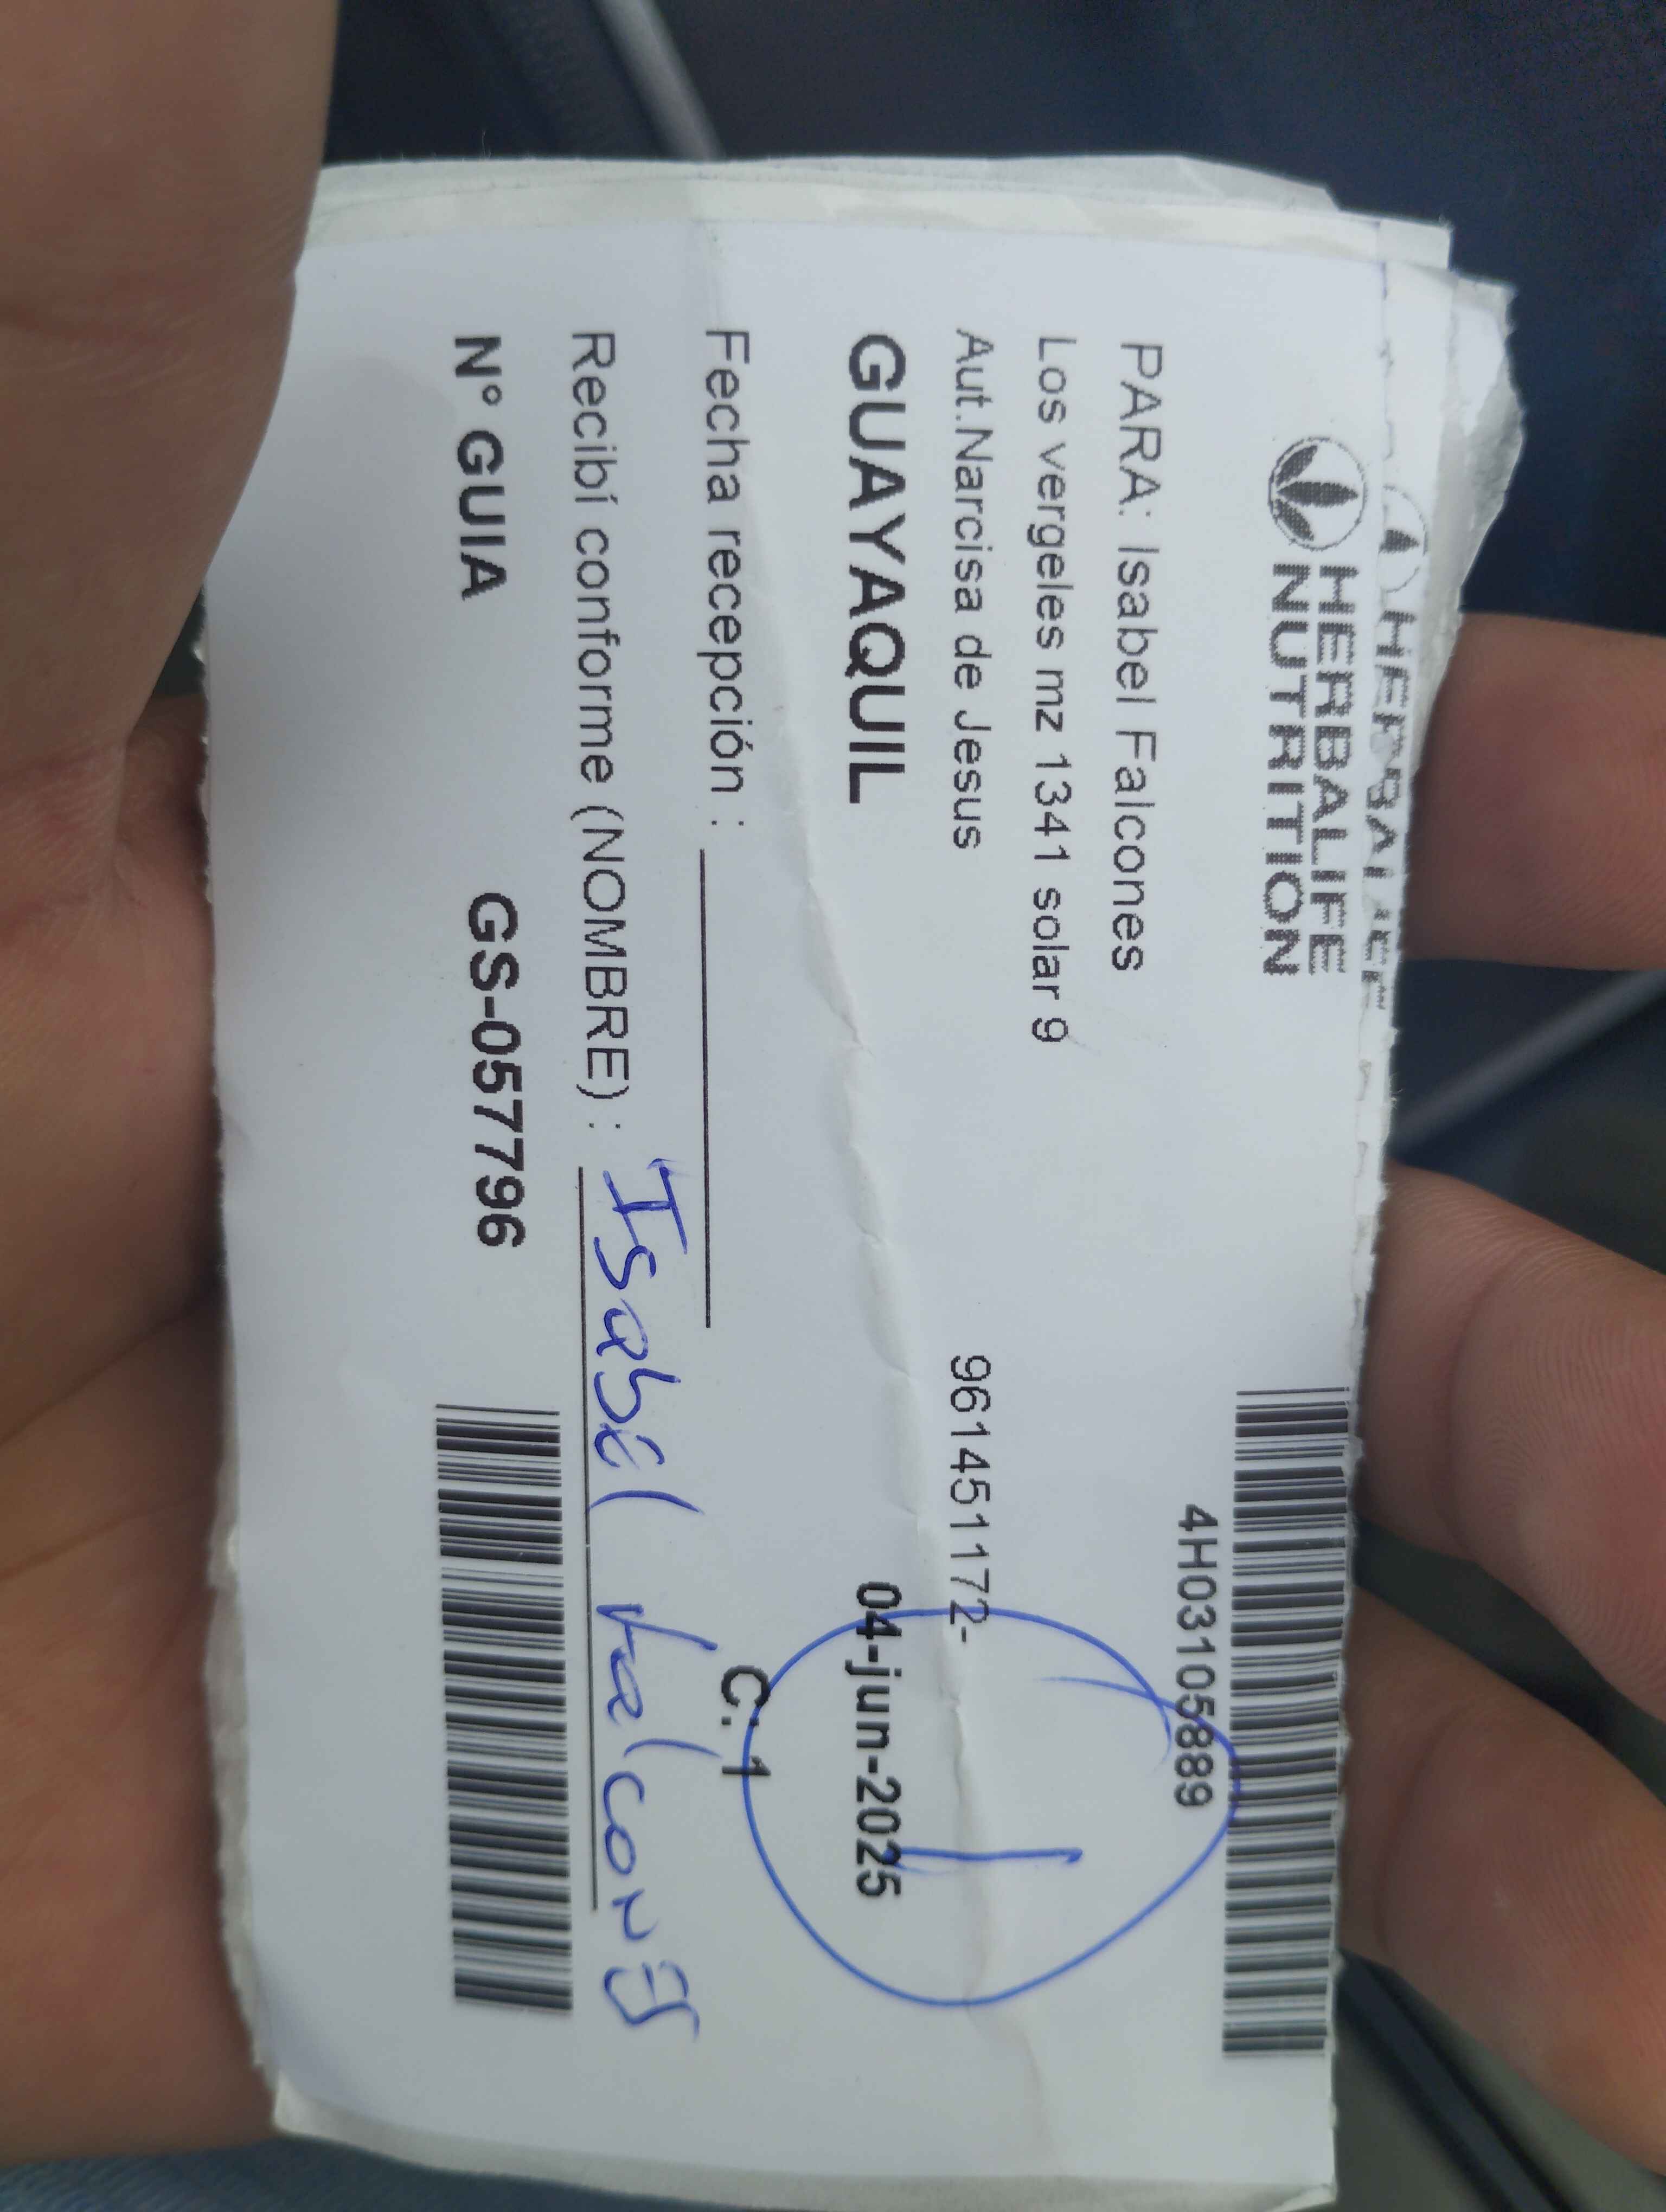 HERBALIFE
HERBALIFE
NUTRITION
4H03105889
PARA: Isabel Falcones
Los vergeles mz 1341 solar 9
Aut.Narcisa de Jesus 961451172-
GUAYAQUIL 04-jun-2025
Fecha recepción :
C: 1
Recibí conforme (NOMBRE) : Isabel Falcones
N° GUIA GS-057796